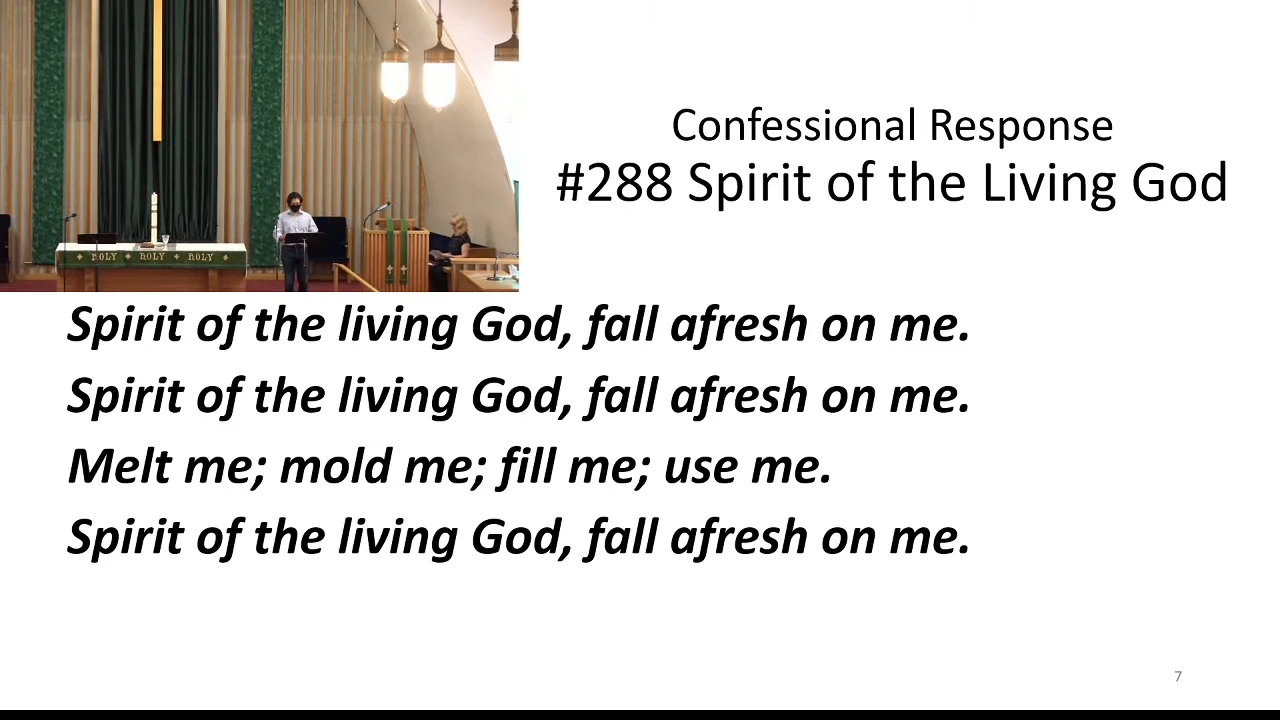 Confessional Response
#288 Spirit of the Living God
HOLY HOLY HOLY
Spirit of the living God, fall afresh on me.
Spirit of the living God, fall afresh on me.
Melt me; mold me; fill me; use me.
Spirit of the living God, fall afresh on me.
7